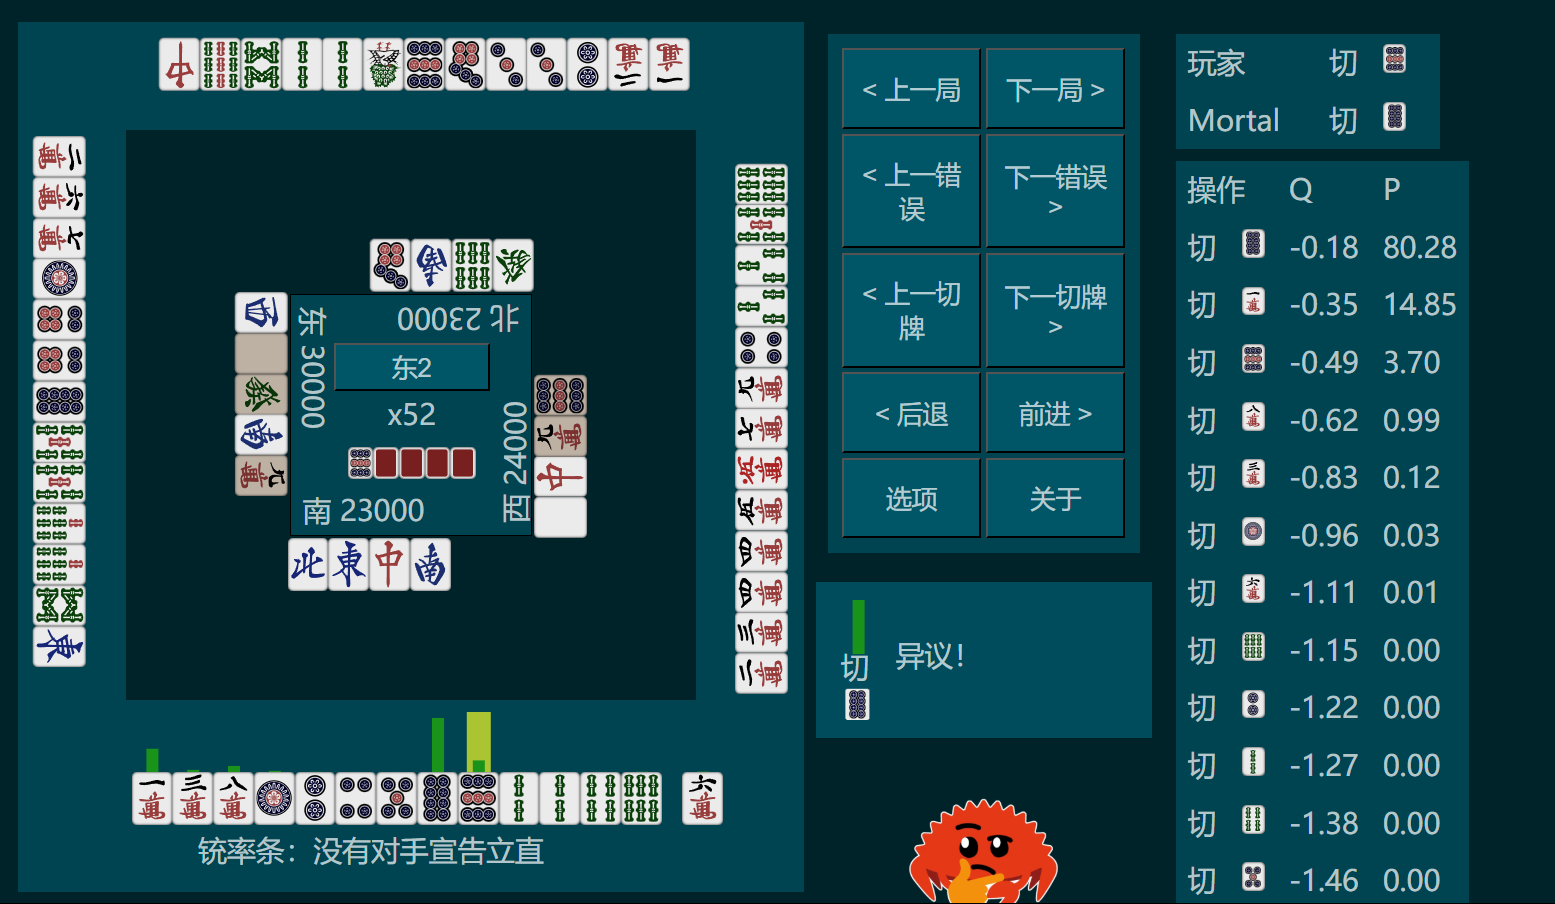 北 23000
东 30000
东2
x52
西 24000
南 23000
铳率条：没有对手宣告立直
< 上一局
下一局 >
< 上一错
误
下一错误
>
< 上一切
牌
下一切牌
>
< 后退
前进 >
选项
关于
切
异议！
玩家 切
Mortal 切
操作 Q P
切 -0.18 80.28
切 -0.35 14.85
切 -0.49 3.70
切 -0.62 0.99
切 -0.83 0.12
切 -0.96 0.03
切 -1.11 0.01
切 -1.15 0.00
切 -1.22 0.00
切 -1.27 0.00
切 -1.38 0.00
切 -1.46 0.00